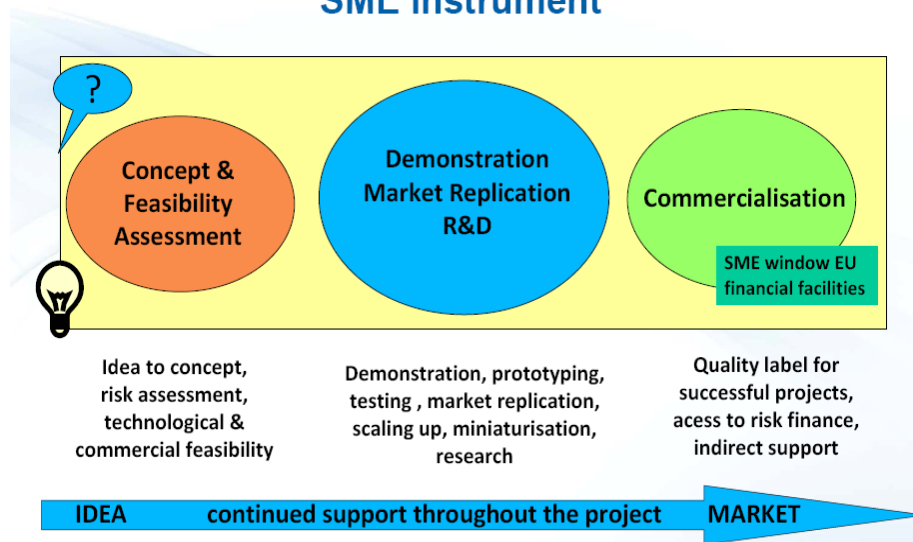 SME Instrument
?
Concept &
Feasibility
Assessment
Demonstration
Market Replication
R&D
Commercialisation
SME window EU
financial facilities
Idea to concept,
risk assessment,
technological &
commercial feasibility
Demonstration, prototyping,
testing , market replication,
scaling up, miniaturisation,
research
Quality label for
successful projects,
acess to risk finance,
indirect support
IDEA continued support throughout the project MARKET